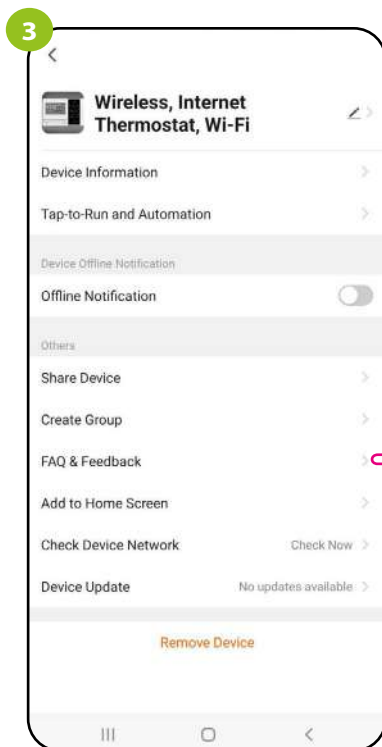 3
Wireless, Internet
Thermostat, Wi-Fi
Device Information
Tap-to-Run and Automation
Device Offline Notification
Offline Notification
Others
Share Device
Create Group
FAQ & Feedback
Add to Home Screen
Check Device Network Check Now
Device Update No updates available
Remove Device